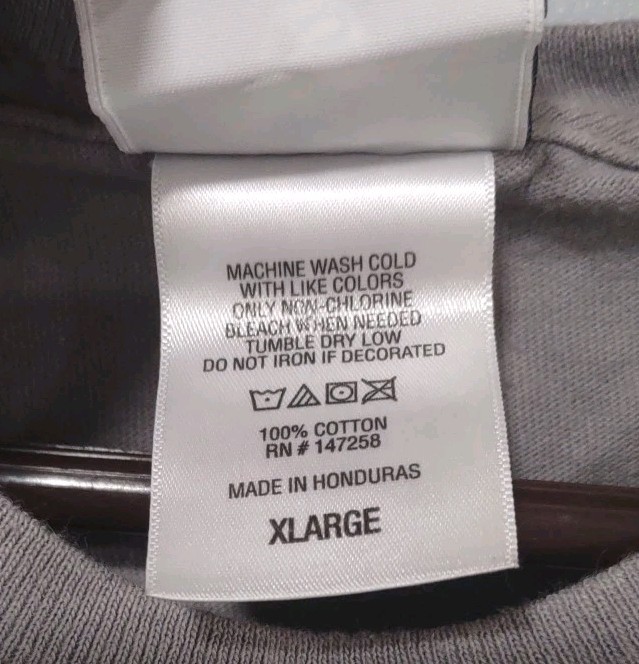 MACHINE WASH COLD
WITH LIKE COLORS
ONLY NON-CHLORINE
BLEACH WHEN NEEDED
TUMBLE DRY LOW
DO NOT IRON IF DECORATED
100% COTTON
RN # 147258
MADE IN HONDURAS
XLARGE